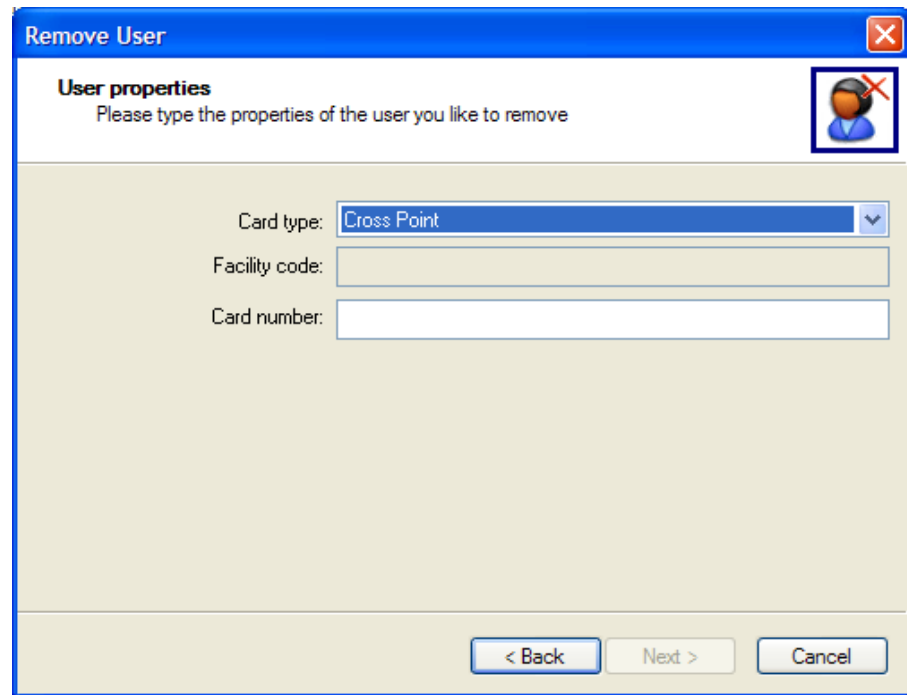 Remove User
User properties
Please type the properties of the user you like to remove
Card type: Cross Point
Facility code:
Card number:
< Back Next > Cancel